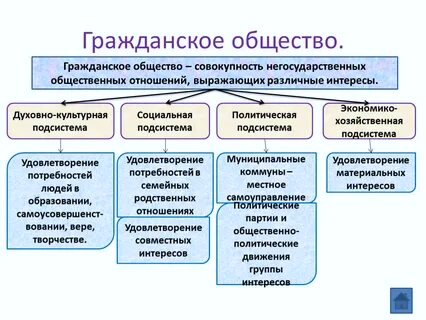 Гражданское общество.
Гражданское общество – совокупность негосударственных
общественных отношений, выражающих различные интересы.
Духовно-культурная
подсистема
Социальная
подсистема
Политическая
подсистема
Экономико-
хозяйственная
подсистема
Удовлетворение
потребностей
людей в
образовании,
самоусовершенст-
вовании, вере,
творчестве.
Удовлетворение
потребностей в
семейных
родственных
отношениях
Удовлетворение
совместных
интересов
Муниципальные
коммуны –
местное
самоуправление
Политические
партии и
общественно-
политические
движения
группы
интересов
Удовлетворение
материальных
интересов